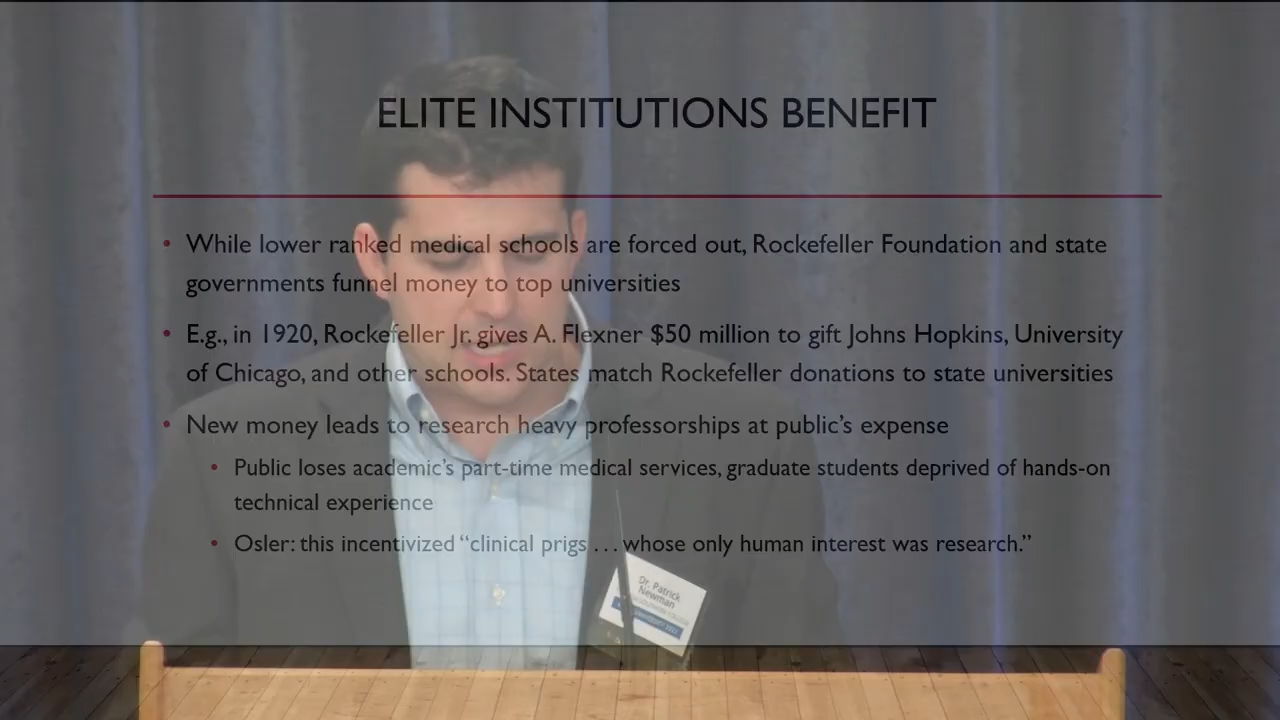 ELITE INSTITUTIONS BENEFIT
• While lower ranked medical schools are forced out, Rockefeller Foundation and state
governments funnel money to top universities
• E.g., in 1920, Rockefeller Jr. gives A. Flexner $50 million to gift Johns Hopkins, University
of Chicago, and other schools. States match Rockefeller donations to state universities
• New money leads to research heavy professorships at public’s expense
• Public loses academic’s part-time medical services, graduate students deprived of hands-on
technical experience
• Osler: this incentivized “clinical prigs . . . whose only human interest was research.”
Dr. Patrick
Newman